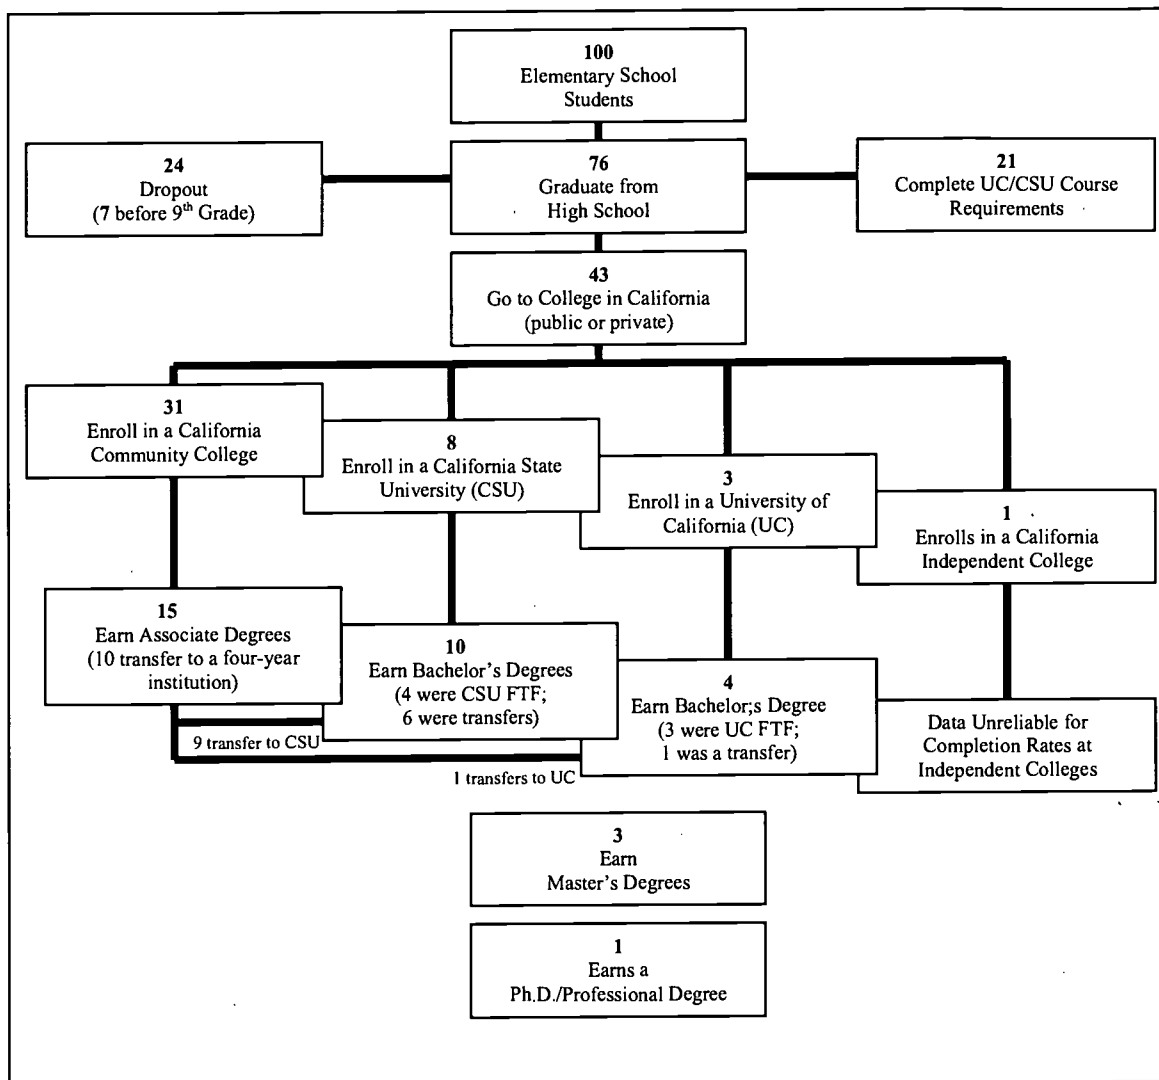 100
Elementary School
Students
24
Dropout
(7 before 9th Grade)
76
Graduate from
High School
21
Complete UC/CSU Course
Requirements
43
Go to College in California
(public or private)
31
Enroll in a California
Community College
8
Enroll in a California State
University (CSU)
3
Enroll in a University of
California (UC)
1
Enrolls in a California
Independent College
15
Earn Associate Degrees
(10 transfer to a four-year
institution)
10
Earn Bachelor's Degrees
(4 were CSU FTF;
6 were transfers)
4
Earn Bachelor;s Degree
(3 were UC FTF;
1 was a transfer)
Data Unreliable for
Completion Rates at
Independent Colleges
9 transfer to CSU
1 transfers to UC
3
Earn
Master's Degrees
1
Earns a
Ph.D./Professional Degree